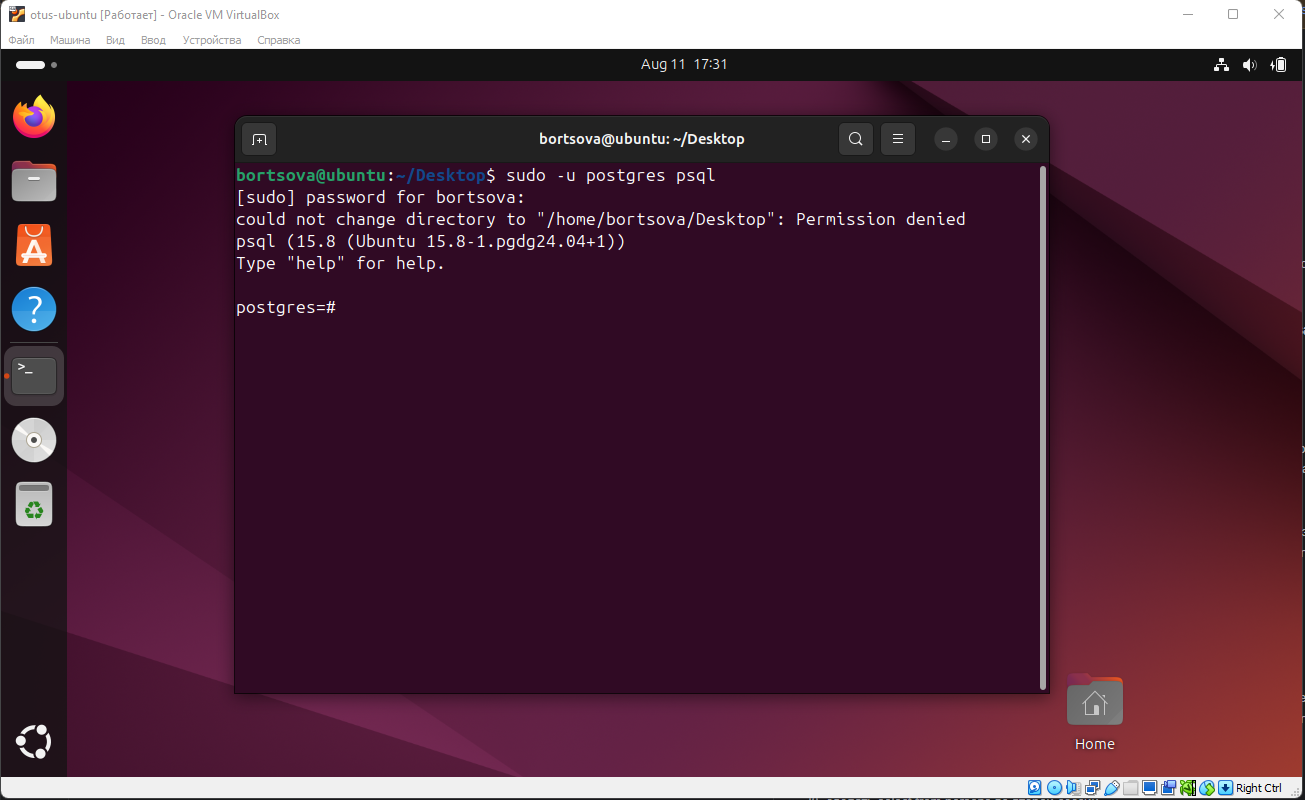 otus-ubuntu [Работает] - Oracle VM VirtualBox
Файл Машина Вид Ввод Устройства Справка
Aug 11 17:31
bortsova@ubuntu: ~/Desktop
bortsova@ubuntu:~/Desktop$ sudo -u postgres psql
[sudo] password for bortsova:
could not change directory to "/home/bortsova/Desktop": Permission denied
psql (15.8 (Ubuntu 15.8-1.pgdg24.04+1))
Type "help" for help.
postgres=#
Home
Right Ctrl